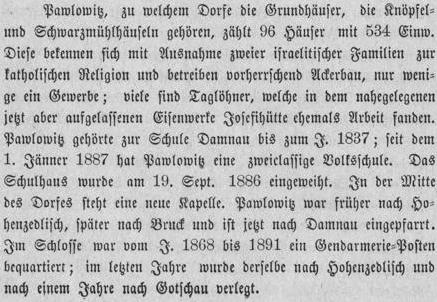 Pawlowitz, zu welchem Dorfe die Grundhäuser, die Knöpfel-
und Schwarzmühlhäuseln gehören, zählt 96 Häuser mit 534 Einw.
Diese bekennen sich mit Ausnahme zweier israelitischer Familien zur
katholischen Religion und betreiben vorherrschend Ackerbau, nur weni-
ge ein Gewerbe; viele sind Taglöhner, welche in dem nahegelegenen
jetzt aber aufgelassenen Eisenwerke Josefihütte ehemals Arbeit fanden.
Pawlowitz gehörte zur Schule Damnau bis zum J. 1837; seit dem
1. Jänner 1887 hat Pawlowitz eine zweiclassige Volksschule. Das
Schulhaus wurde am 19. Sept. 1886 eingeweiht. In der Mitte
des Dorfes steht eine neue Kapelle. Pawlowitz war früher nach Ho-
henzedlisch, später nach Bruck und ist jetzt nach Damnau eingepfarrt.
Im Schlosse war vom J. 1868 bis 1891 ein Gendarmerie-Posten
bequartiert; im letzten Jahre wurde derselbe nach Hohenzedlisch und
nach einem Jahre nach Gotschau verlegt.